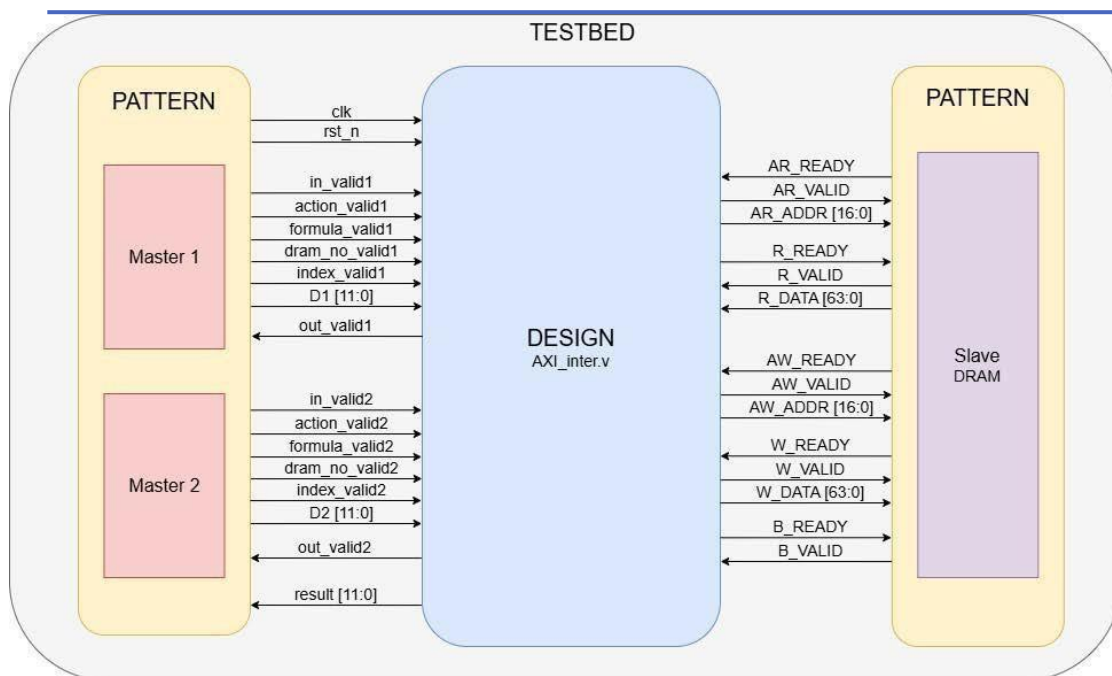 TESTBED
PATTERN
clk
rst_n
Master 1
in_valid1
action_valid1
formula_valid1
dram_no_valid1
index_valid1
D1 [11:0]
out_valid1
Master 2
in_valid2
action_valid2
formula_valid2
dram_no_valid2
index_valid2
D2 [11:0]
out_valid2
result [11:0]
DESIGN
AXI_inter.v
PATTERN
AR_READY
AR_VALID
AR_ADDR [16:0]
R_READY
R_VALID
R_DATA [63:0]
AW_READY
AW_VALID
AW_ADDR [16:0]
W_READY
W_VALID
W_DATA [63:0]
B_READY
B_VALID
Slave
DRAM